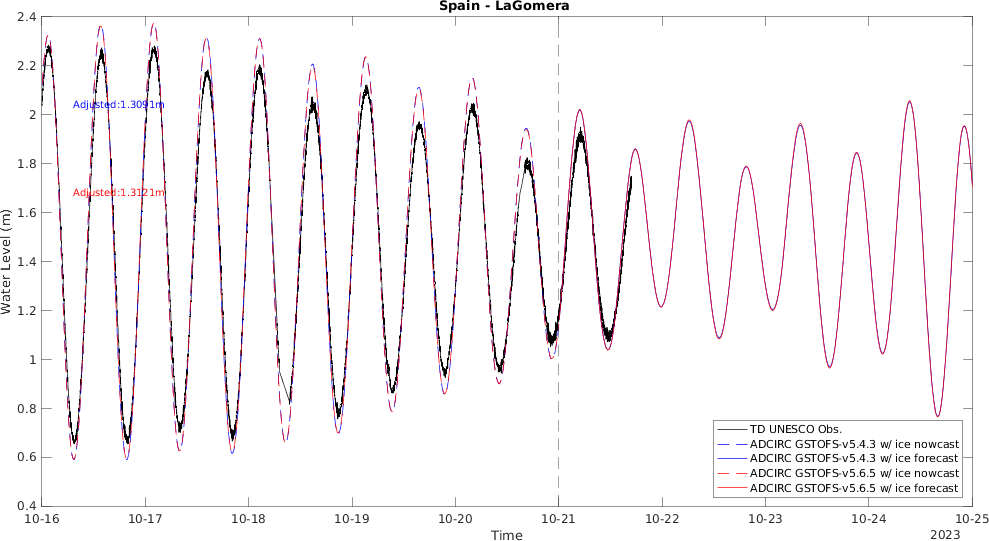 Spain - LaGomera
2.4
2.2
2
1.8
1.6
1.4
1.2
1
0.8
0.6
0.4
Water Level (m)
Adjusted:1.3091m
Adjusted:1.3121m
TD UNESCO Obs.
ADCIRC GSTOFS-v5.4.3 w/ ice nowcast
ADCIRC GSTOFS-v5.4.3 w/ ice forecast
ADCIRC GSTOFS-v5.6.5 w/ ice nowcast
ADCIRC GSTOFS-v5.6.5 w/ ice forecast
10-16 10-17 10-18 10-19 10-20 10-21 10-22 10-23 10-24 10-25
Time
2023